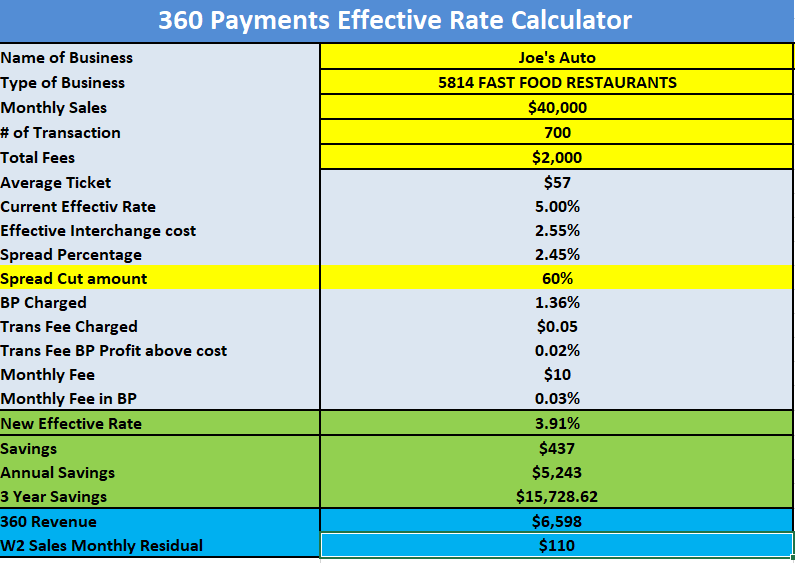 360 Payments Effective Rate Calculator
Name of Business Joe's Auto
Type of Business 5814 FAST FOOD RESTAURANTS
Monthly Sales $40,000
# of Transaction 700
Total Fees $2,000
Average Ticket $57
Current Effectiv Rate 5.00%
Effective Interchange cost 2.55%
Spread Percentage 2.45%
Spread Cut amount 60%
BP Charged 1.36%
Trans Fee Charged $0.05
Trans Fee BP Profit above cost 0.02%
Monthly Fee $10
Monthly Fee in BP 0.03%
New Effective Rate 3.91%
Savings $437
Annual Savings $5,243
3 Year Savings $15,728.62
360 Revenue $6,598
W2 Sales Monthly Residual $110